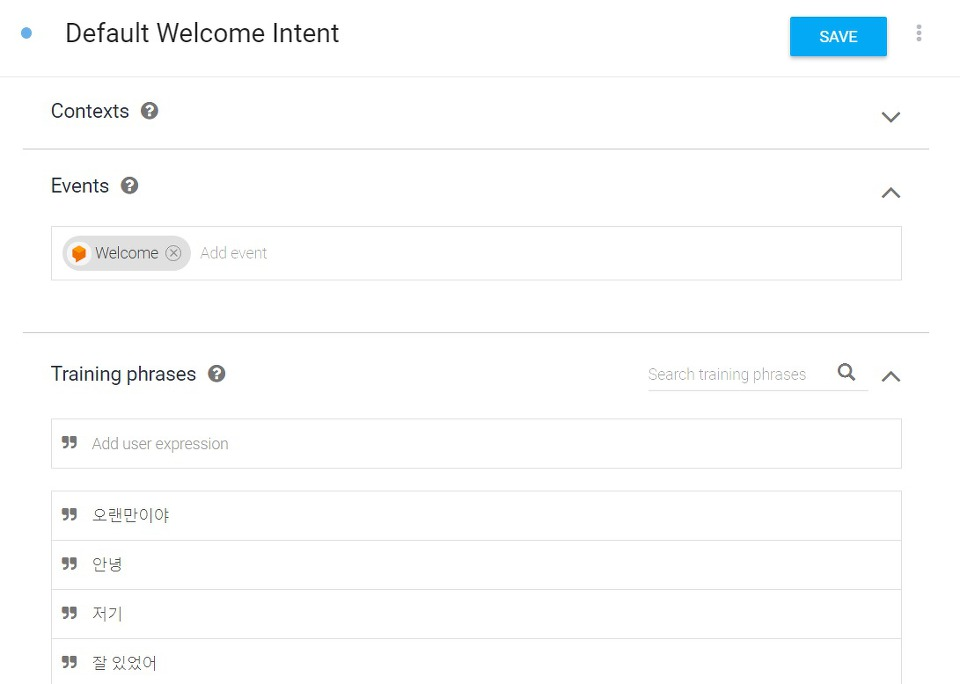 Default Welcome Intent
SAVE
Contexts
Events
Welcome Add event
Training phrases
Search training phrases
Add user expression
오랜만이야
안녕
저기
잘 있었어